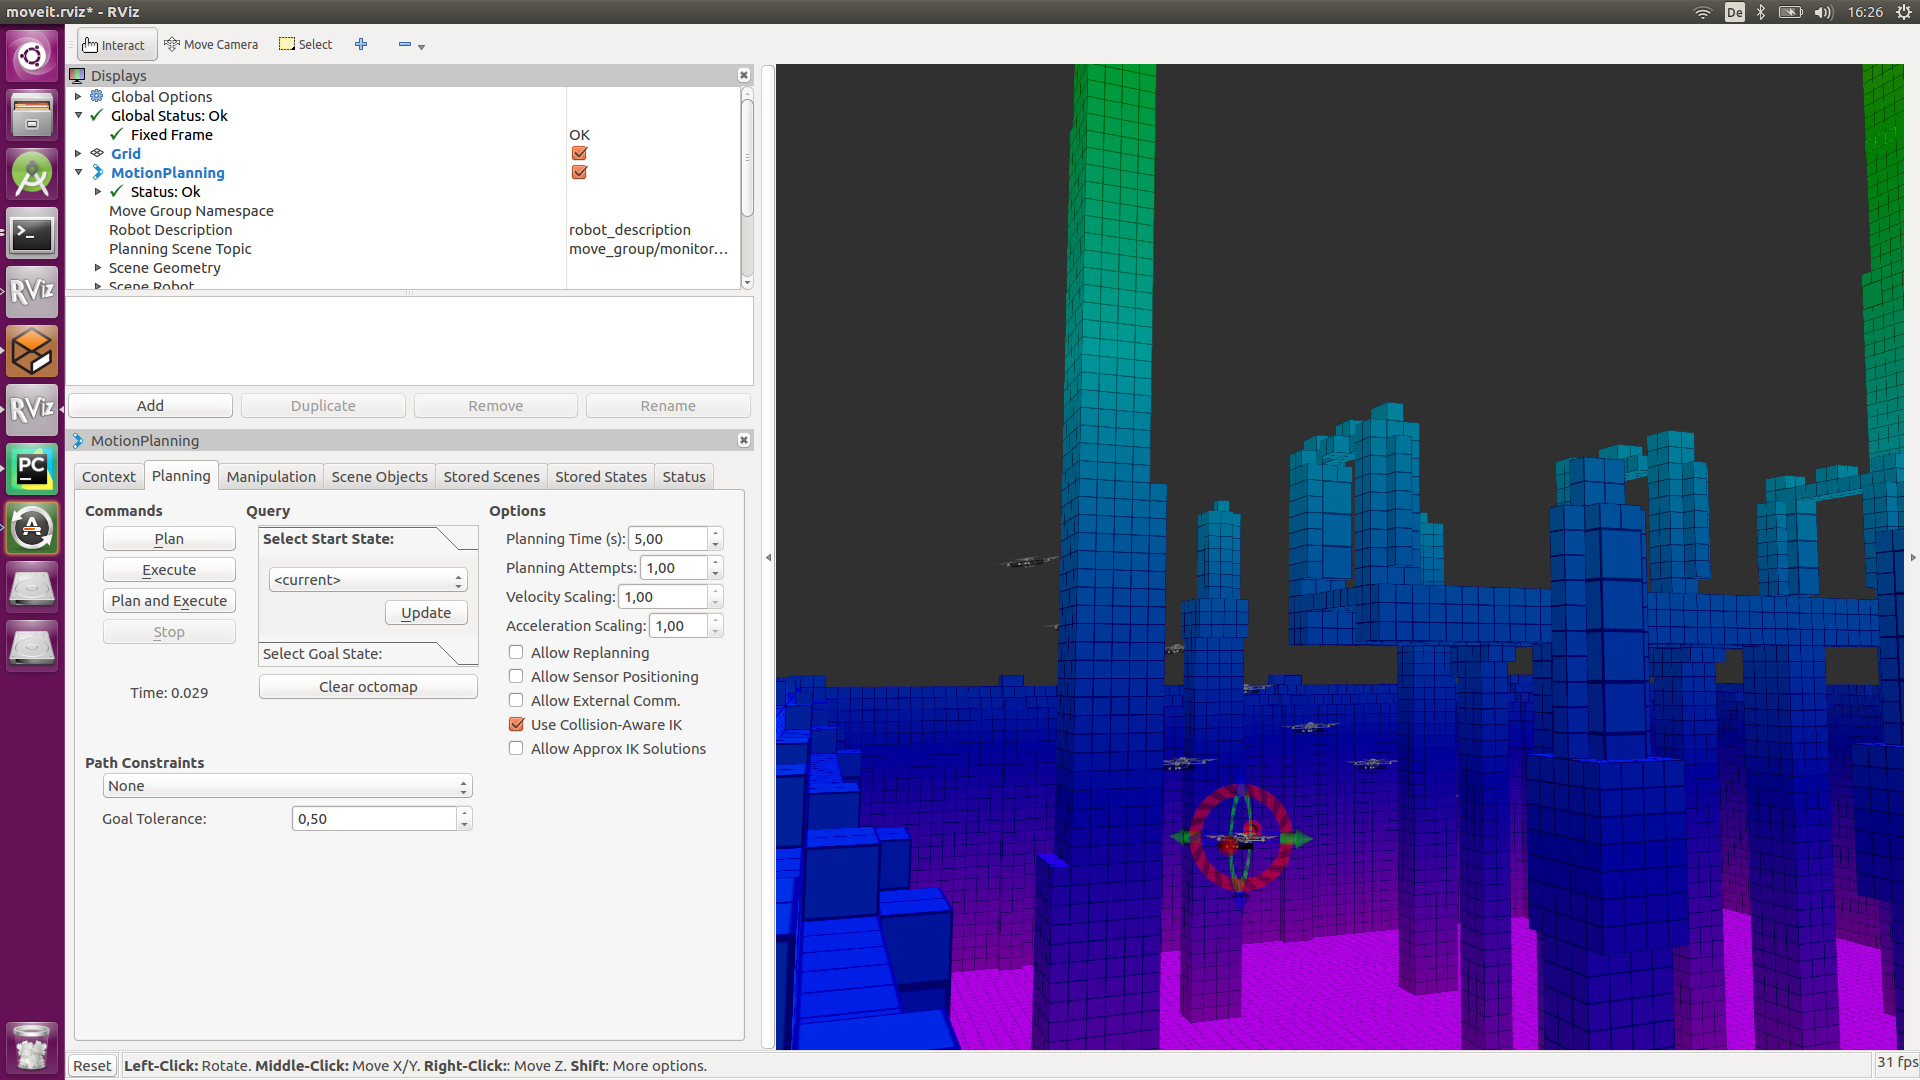 moveit.rviz* - RViz
De
16:26
Interact
Move Camera
Select
Displays
Global Options
Global Status: Ok
Fixed Frame
OK
Grid
MotionPlanning
Status: Ok
Move Group Namespace
Robot Description
robot_description
Planning Scene Topic
move_group/monitor...
Scene Geometry
Scene Robot
Add
Duplicate
Remove
Rename
MotionPlanning
Context
Planning
Manipulation
Scene Objects
Stored Scenes
Stored States
Status
Commands
Query
Options
Plan
Execute
Plan and Execute
Stop
Time: 0.029
Select Start State:
<current>
Update
Select Goal State:
Clear octomap
Planning Time (s):
5,00
Planning Attempts:
1,00
Velocity Scaling:
1,00
Acceleration Scaling:
1,00
Allow Replanning
Allow Sensor Positioning
Allow External Comm.
Use Collision-Aware IK
Allow Approx IK Solutions
Path Constraints
None
Goal Tolerance:
0,50
Reset
Left-Click: Rotate. Middle-Click: Move X/Y. Right-Click:: Move Z. Shift: More options.
31 fps
>_
RViz
RViz
PC
A